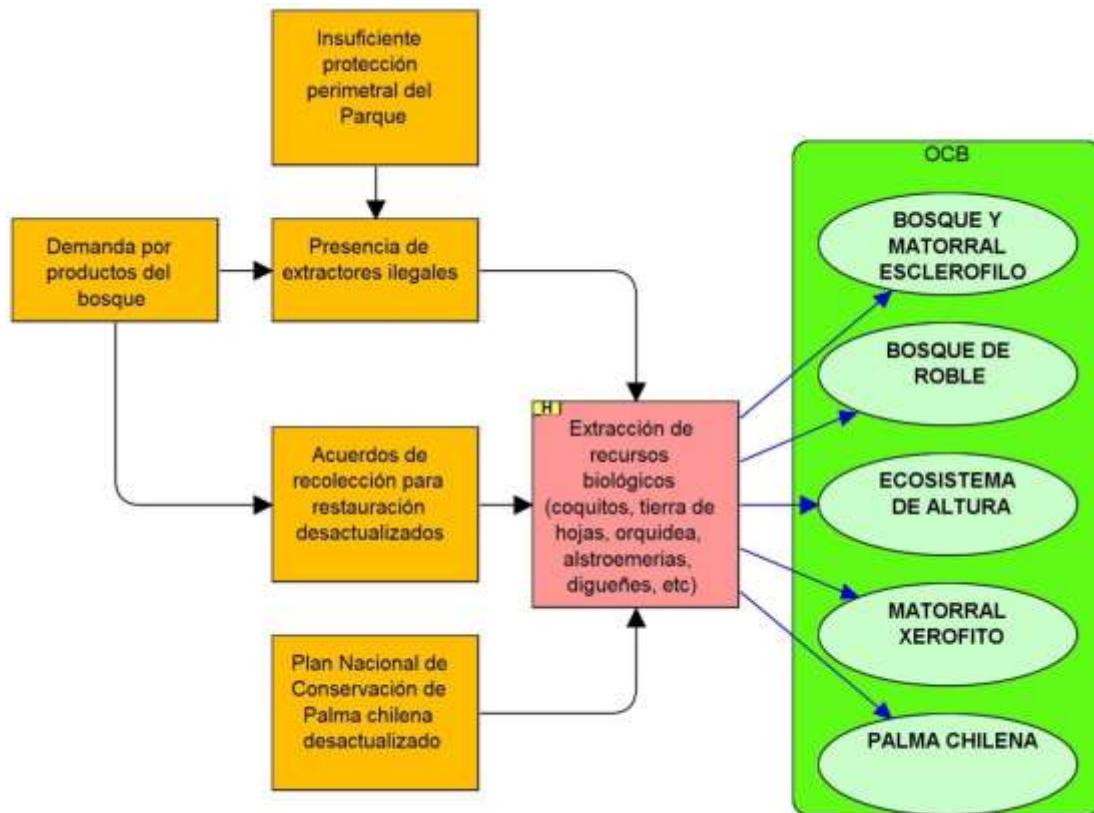 Insuficiente
protección
perimetral del
Parque
OCB
BOSQUE Y
MATORRAL
ESCLEROFILO
Demanda por
productos del
bosque
Presencia de
extractores ilegales
BOSQUE DE
ROBLE
H
Extracción de
recursos
biológicos
(coquitos, tierra de
hojas, orquidea,
alstroemerias,
digueñes, etc)
Acuerdos de
recolección para
restauración
desactualizados
ECOSISTEMA
DE ALTURA
MATORRAL
XEROFITO
Plan Nacional de
Conservación de
Palma chilena
desactualizado
PALMA CHILENA